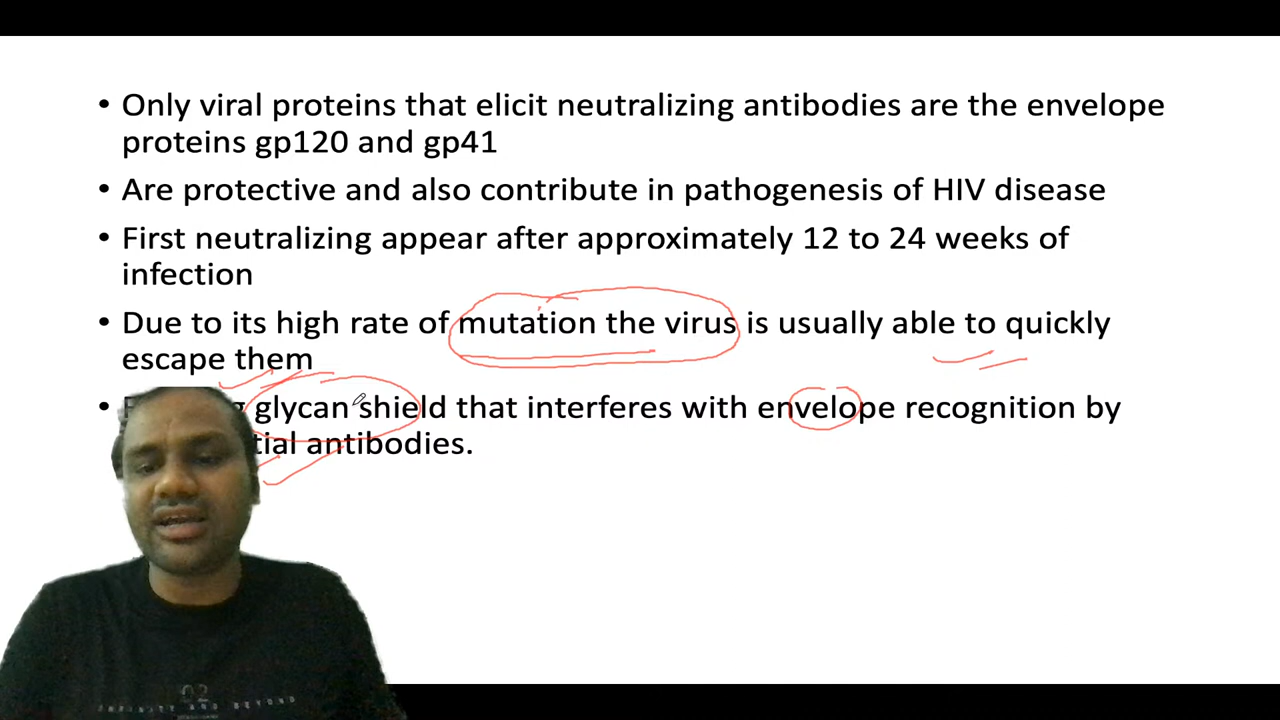 • Only viral proteins that elicit neutralizing antibodies are the envelope
proteins gp120 and gp41
• Are protective and also contribute in pathogenesis of HIV disease
• First neutralizing appear after approximately 12 to 24 weeks of
infection
• Due to its high rate of mutation the virus is usually able to quickly
escape them
• glycan shield that interferes with envelope recognition by
antibodies.